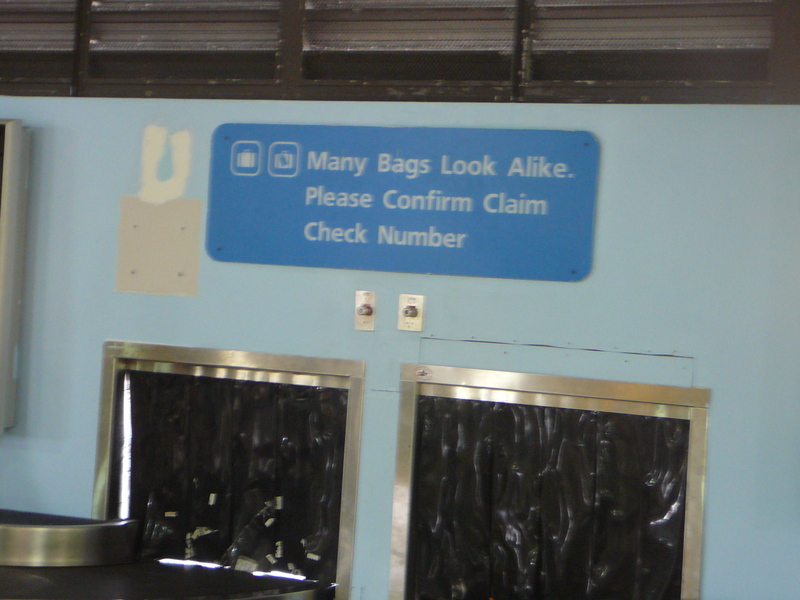 Many Bags Look Alike.
Please Confirm Claim
Check Number